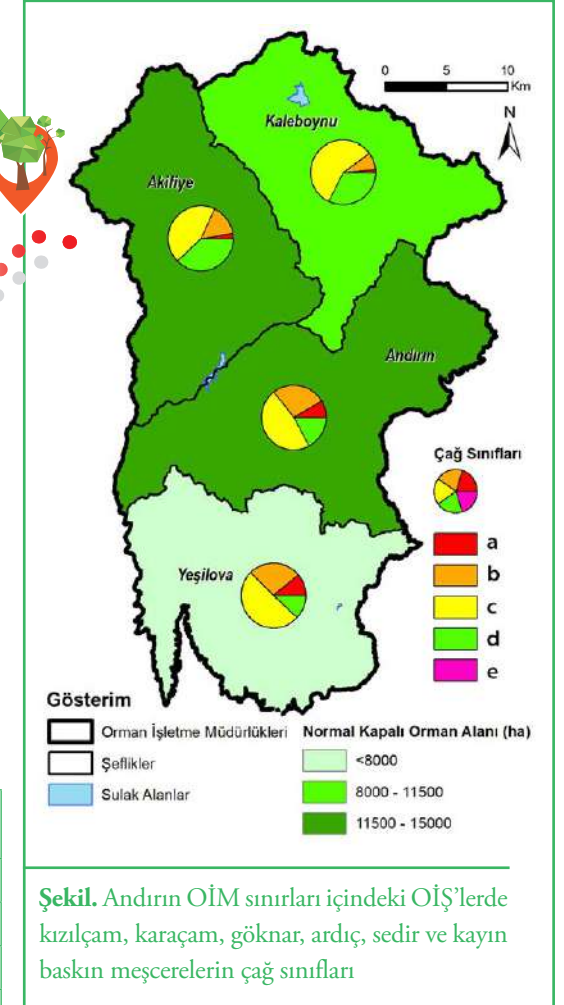 0 5 10
Km
N
Kaleboynu
Akifiye
Andırın
Yeşilova
Çağ Sınıfları
a
b
c
d
e
Gösterim
Orman İşletme Müdürlükleri
Şeflikler
Sulak Alanlar
Normal Kapalı Orman Alanı (ha)
<8000
8000 - 11500
11500 - 15000
Şekil. Andırın OİM sınırları içindeki OİŞ’lerde
kızılçam, karaçam, göknar, ardıç, sedir ve kayın
baskın meşcerelerin çağ sınıfları